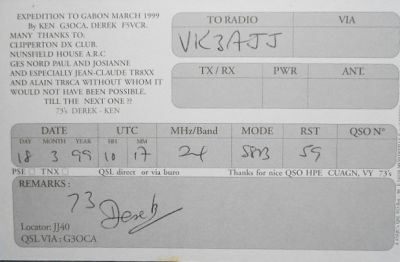 EXPEDITION TO GABON MARCH 1999
By KEN G3OCA. DEREK F5VCR.
MANY THANKS TO:
CLIPPERTON DX CLUB.
NUNSFIELD HOUSE A.R.C
GES NORD PAUL AND JOSIANNE
AND ESPECIALLY JEAN-CLAUDE TR8XX
AND ALAIN TR8CA WITHOUT WHOM IT
WOULD NOT HAVE BEEN POSSIBLE.
TILL THE NEXT ONE ??
73's DEREK - KEN
TO RADIO VIA
VK3AJJ
TX / RX PWR ANT.
DATE UTC MHz/Band MODE RST QSO N°
DAY MONTH YEAR HRS MM
18 3 99 10 17 24 SSB 59
PSE TNX QSL direct or via buro Thanks for nice QSO HPE CUAGN, VY 73's
REMARKS :
73 Derek
Locator: JJ40
QSL VIA : G3OCA